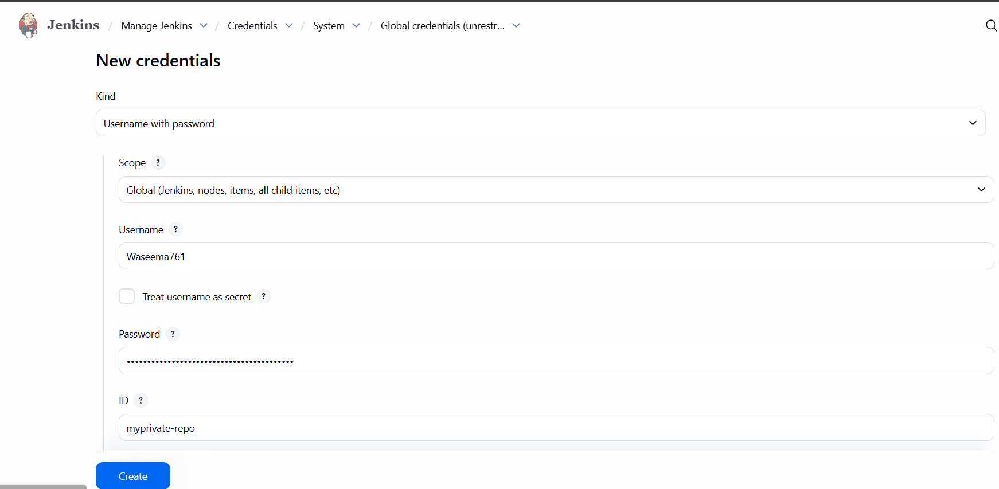 Jenkins / Manage Jenkins / Credentials / System / Global credentials (unrestr...
New credentials
Kind
Username with password
Scope ?
Global (Jenkins, nodes, items, all child items, etc)
Username ?
Waseema761
Treat username as secret ?
Password ?
•••••••••••••••••••••••••••••••••••••••••
ID ?
myprivate-repo
Create